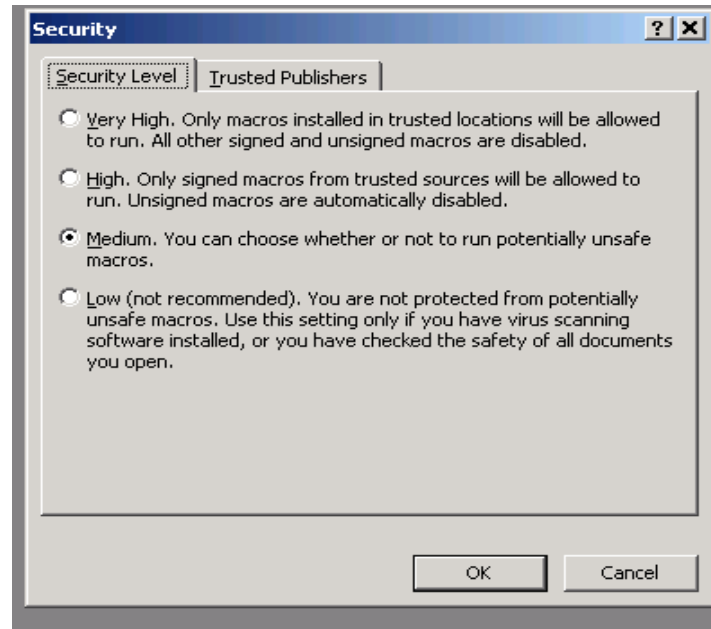 Security
Security Level Trusted Publishers
Very High. Only macros installed in trusted locations will be allowed
to run. All other signed and unsigned macros are disabled.
High. Only signed macros from trusted sources will be allowed to
run. Unsigned macros are automatically disabled.
Medium. You can choose whether or not to run potentially unsafe
macros.
Low (not recommended). You are not protected from potentially
unsafe macros. Use this setting only if you have virus scanning
software installed, or you have checked the safety of all documents
you open.
OK Cancel